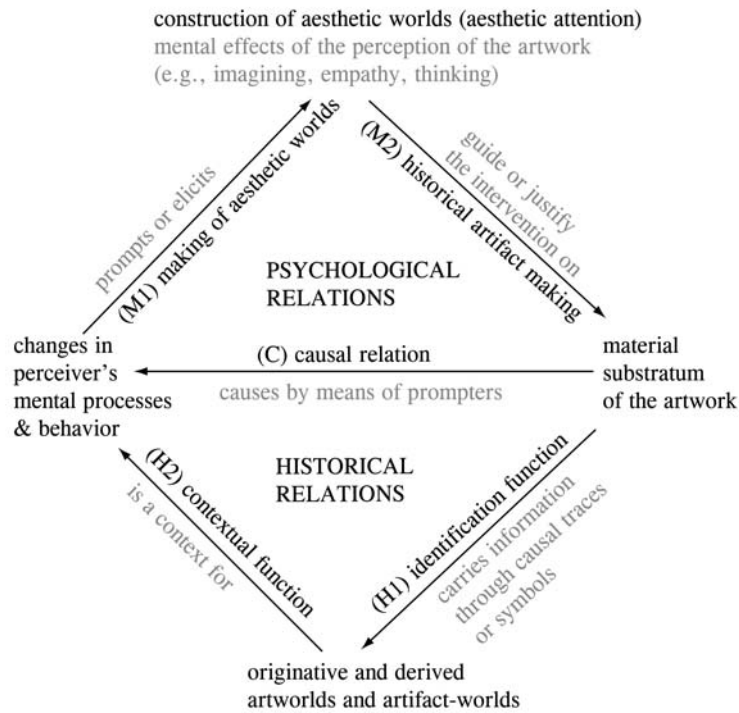 construction of aesthetic worlds (aesthetic attention)
mental effects of the perception of the artwork
(e.g., imagining, empathy, thinking)
prompts or elicits
(M1) making of aesthetic worlds
(M2) historical artifact making
guide or justify
the intervention on
PSYCHOLOGICAL
RELATIONS
changes in
perceiver's
mental processes
& behavior
(C) causal relation
causes by means of prompters
material
substratum
of the artwork
HISTORICAL
RELATIONS
(H2) contextual function
is a context for
(H1) identification function
carries information
through causal traces
or symbols
originative and derived
artworlds and artifact-worlds